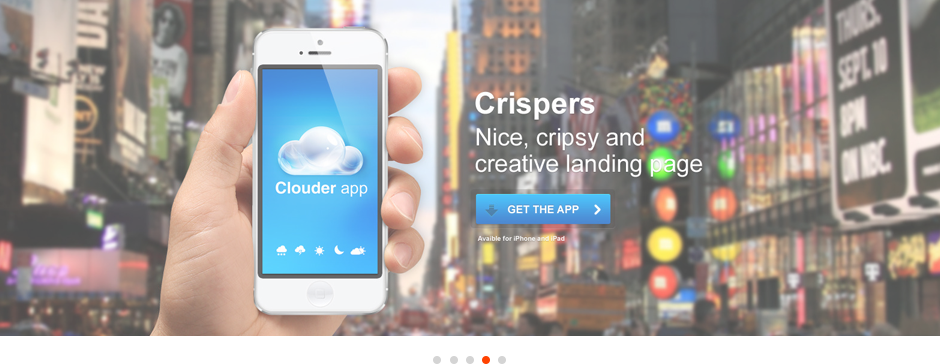 Clouder app
Crispers
Nice, cripsy and
creative landing page
GET THE APP
Avaible for iPhone and iPad
THURS.
SEPT. 10
8PM
ON NBC.